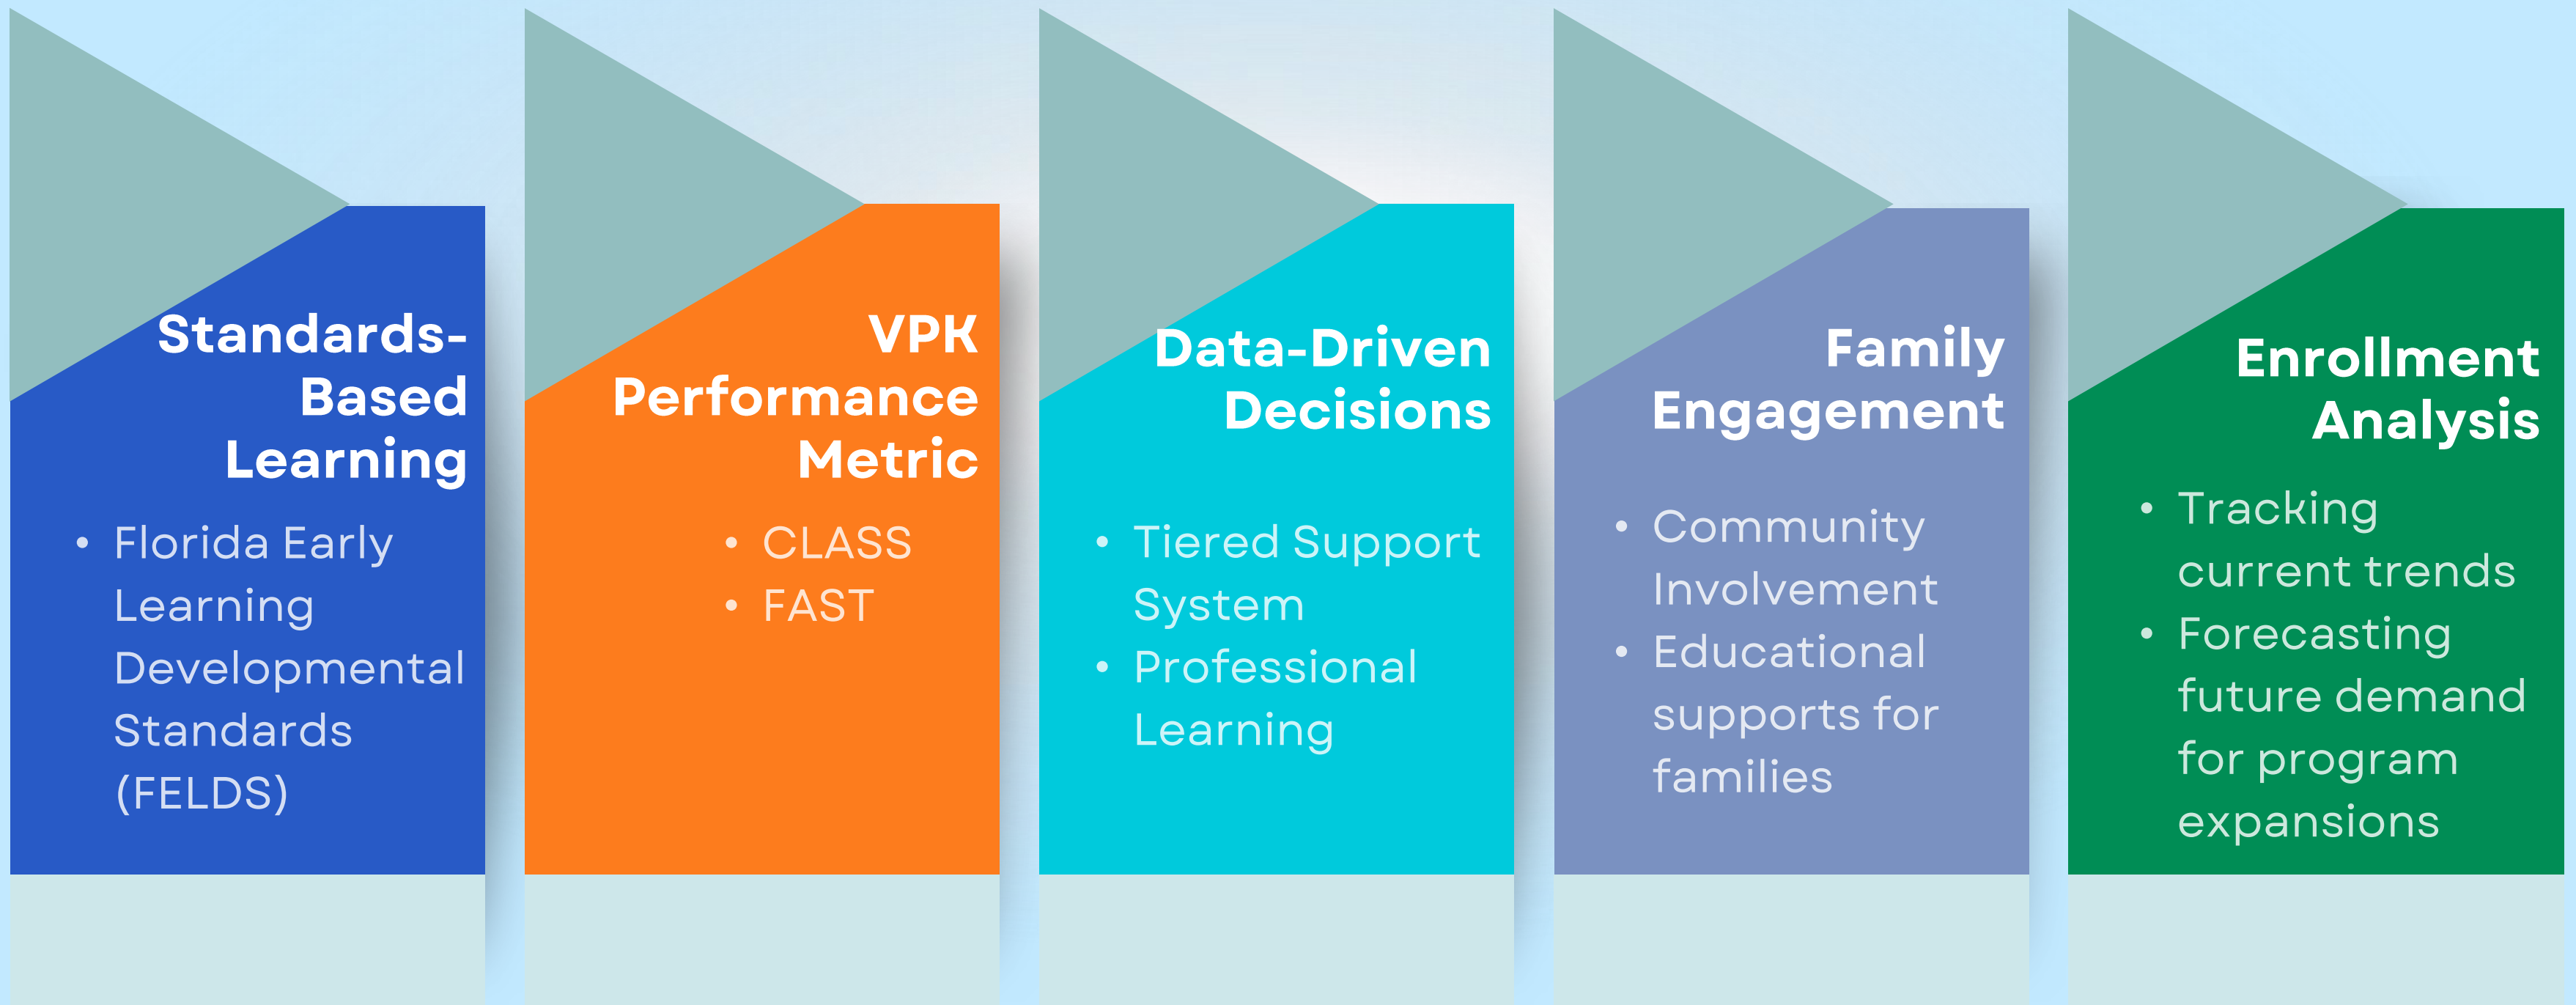 Standards-
Based
Learning
• Florida Early
Learning
Developmental
Standards
(FELDS)
VPK
Performance
Metric
• CLASS
• FAST
Data-Driven
Decisions
• Tiered Support
System
• Professional
Learning
Family
Engagement
• Community
Involvement
• Educational
supports for
families
Enrollment
Analysis
• Tracking
current trends
• Forecasting
future demand
for program
expansions